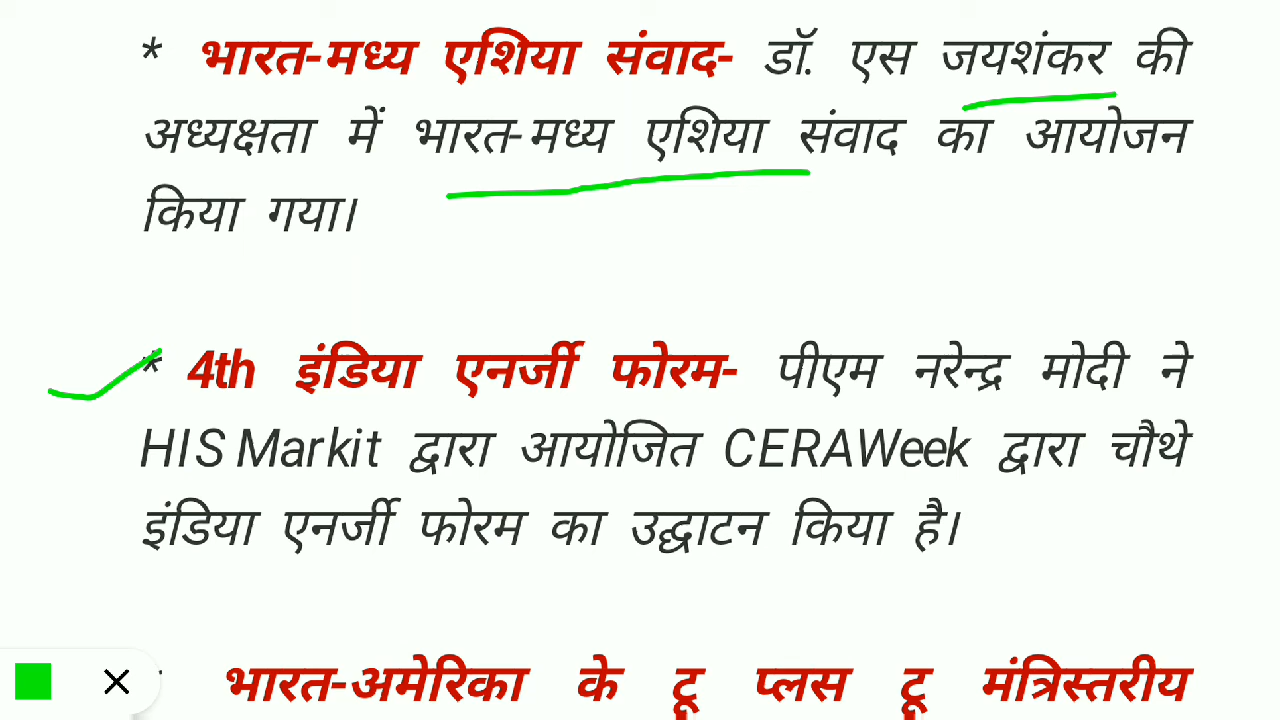 * भारत-मध्य एशिया संवाद- डॉ. एस जयशंकर की
अध्यक्षता में भारत-मध्य एशिया संवाद का आयोजन
किया गया।
* 4th इंडिया एनर्जी फोरम- पीएम नरेन्द्र मोदी ने
HIS Markit द्वारा आयोजित CERAWeek द्वारा चौथे
इंडिया एनर्जी फोरम का उद्घाटन किया है।
भारत-अमेरिका के टू प्लस टू मंत्रिस्तरीय